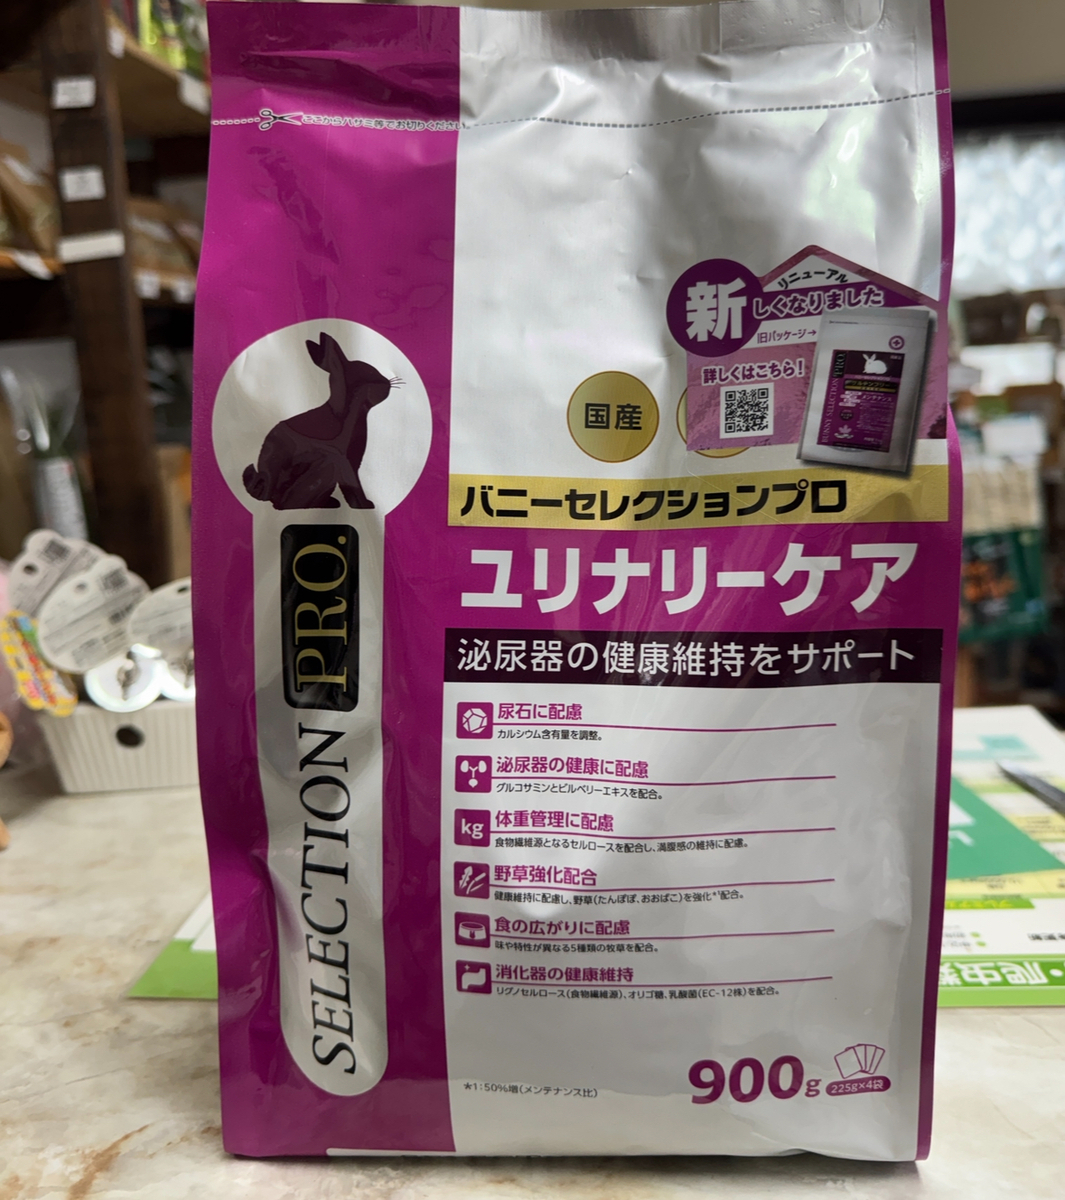 ここからハサミ等でお切りください
新しくなりました
リニューアル
旧パッケージ→
詳しくはこちら!
国産
バニーセレクションプロ
ユリナリーケア
泌尿器の健康維持をサポート
SELECTION PRO.
尿石に配慮
カルシウム含有量を調整。
泌尿器の健康に配慮
グルコサミンとビルベリーエキスを配合。
kg
体重管理に配慮
食物繊維源となるセルロースを配合し、満腹感の維持に配慮。
野草強化配合
健康維持に配慮し、野草(たんぽぽ、おおばこ)を強化*¹配合。
食の広がりに配慮
味や特性が異なる5種類の牧草を配合。
消化器の健康維持
リグノセルロース(食物繊維源)、オリゴ糖、乳酸菌(EC-12株)を配合。
*1:50%増(メンテナンス比)
900g
225g×4袋